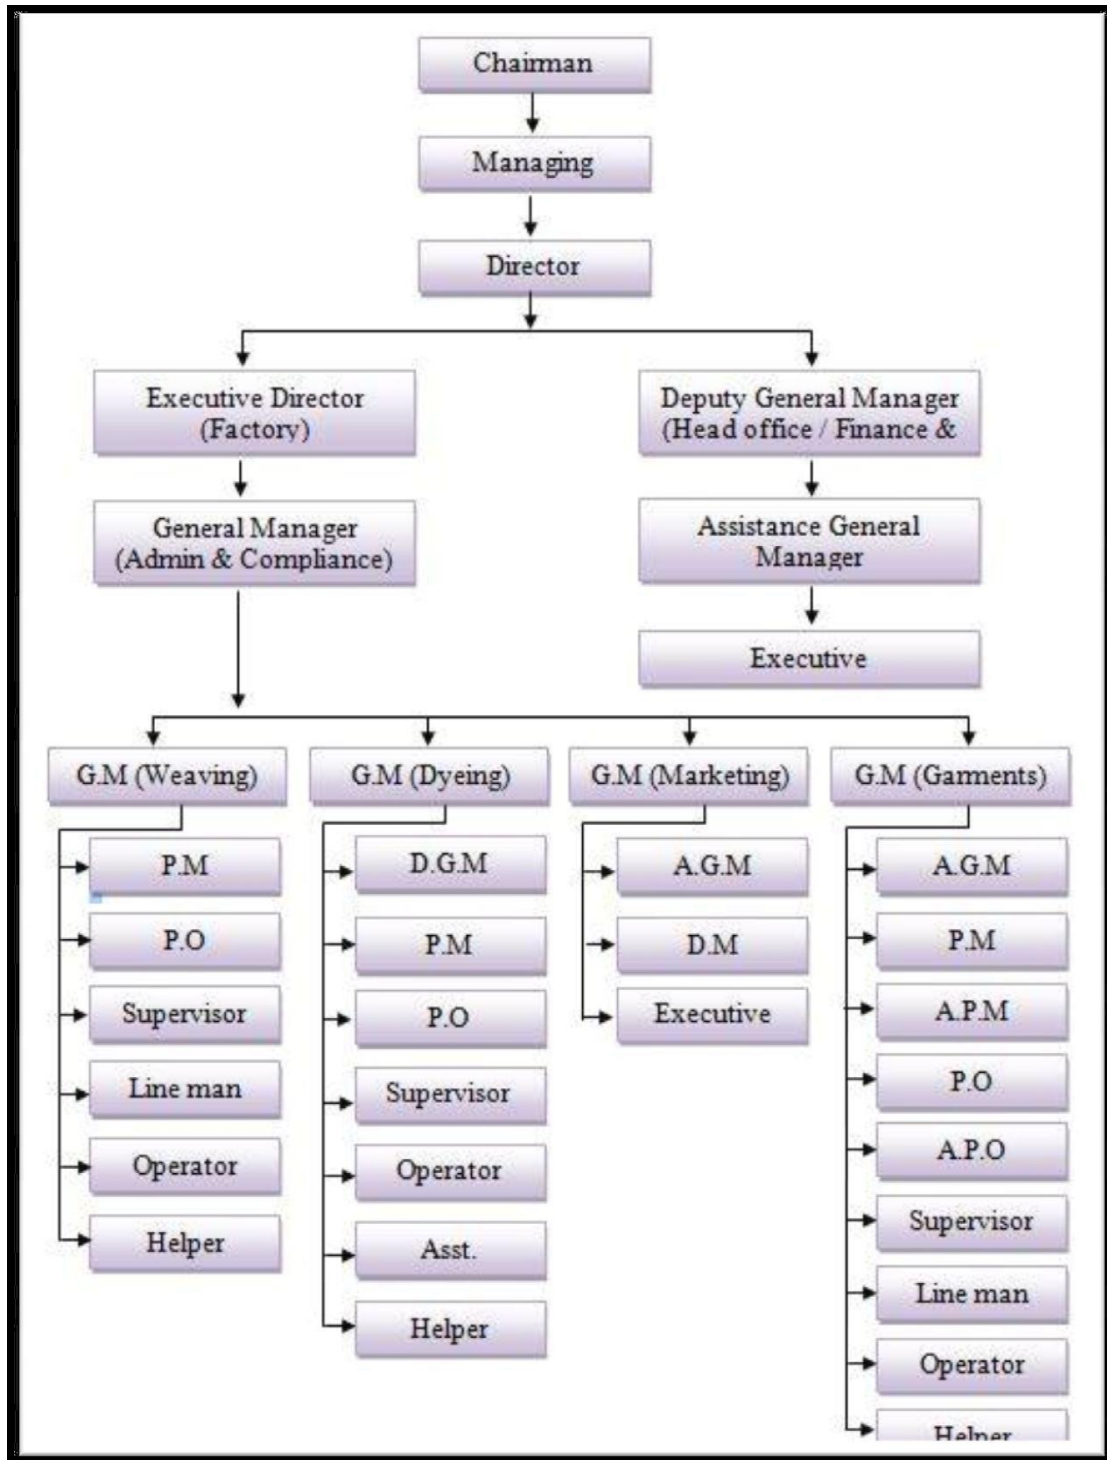 Chairman
Managing
Director
Executive Director
(Factory)
Deputy General Manager
(Head office / Finance &
General Manager
(Admin & Compliance)
Assistance General
Manager
Executive
G.M (Weaving)
G.M (Dyeing)
G.M (Marketing)
G.M (Garments)
P.M
P.O
Supervisor
Line man
Operator
Helper
D.G.M
P.M
P.O
Supervisor
Operator
Asst.
Helper
A.G.M
D.M
Executive
A.G.M
P.M
A.P.M
P.O
A.P.O
Supervisor
Line man
Operator
Helper